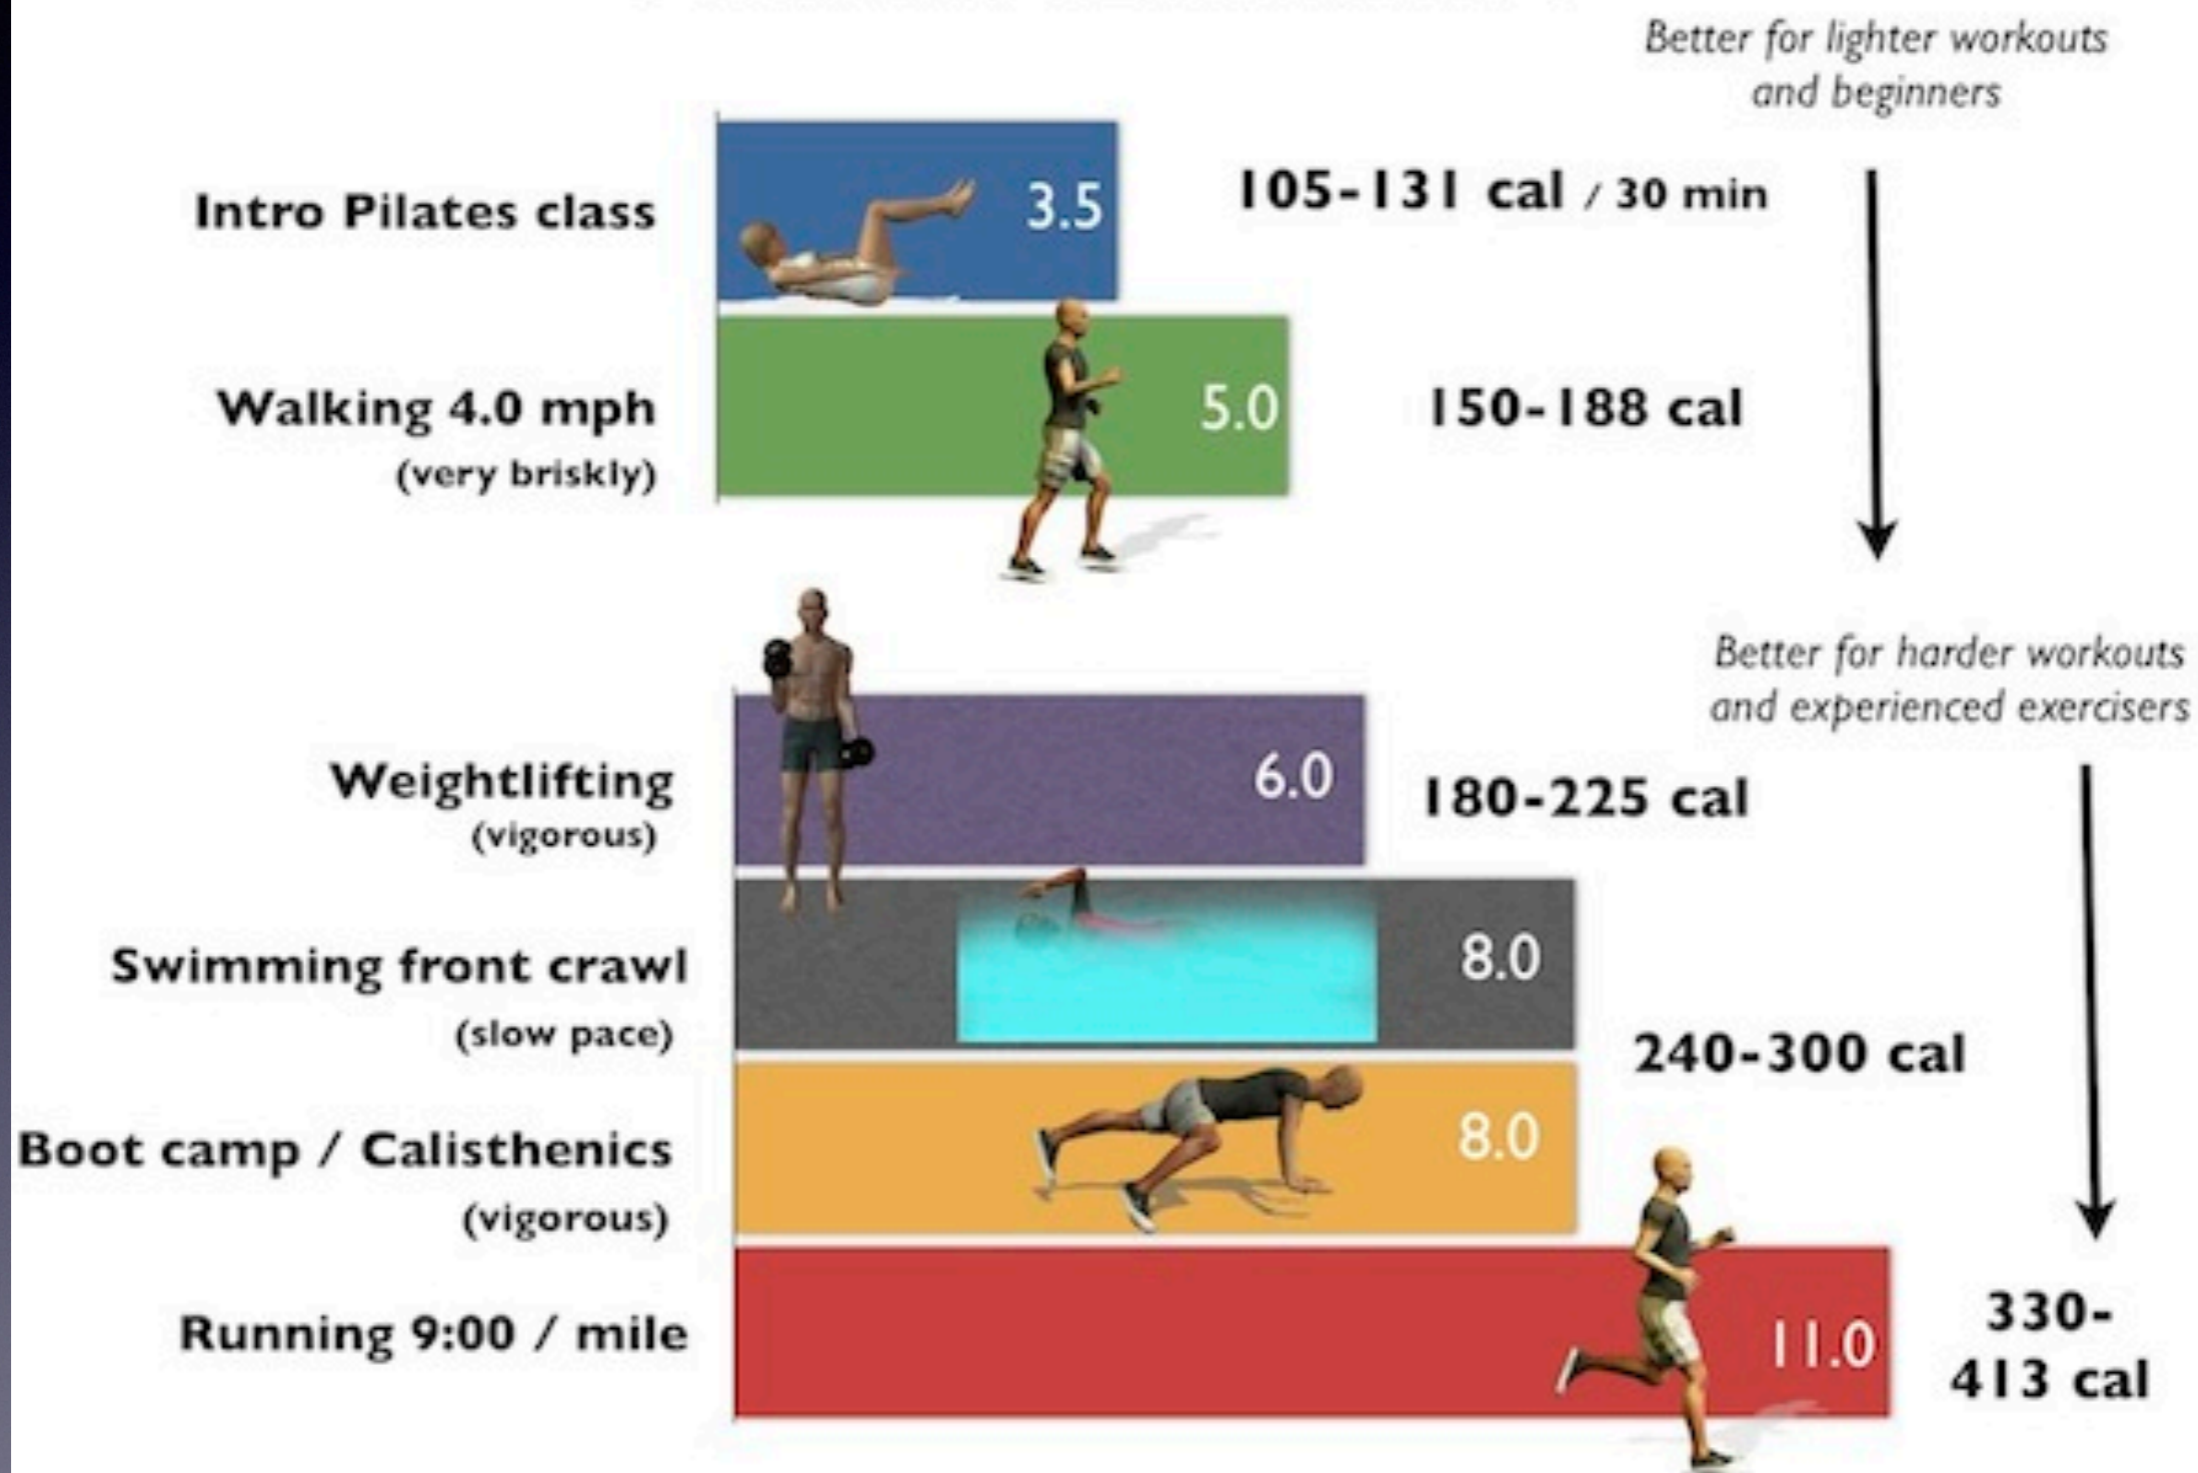 Better for lighter workouts
and beginners
Intro Pilates class
3.5
105-131 cal / 30 min
Walking 4.0 mph
(very briskly)
5.0
150-188 cal
Better for harder workouts
and experienced exercisers
Weightlifting
(vigorous)
6.0
180-225 cal
Swimming front crawl
(slow pace)
8.0
240-300 cal
Boot camp / Calisthenics
(vigorous)
8.0
Running 9:00 / mile
11.0
330-
413 cal